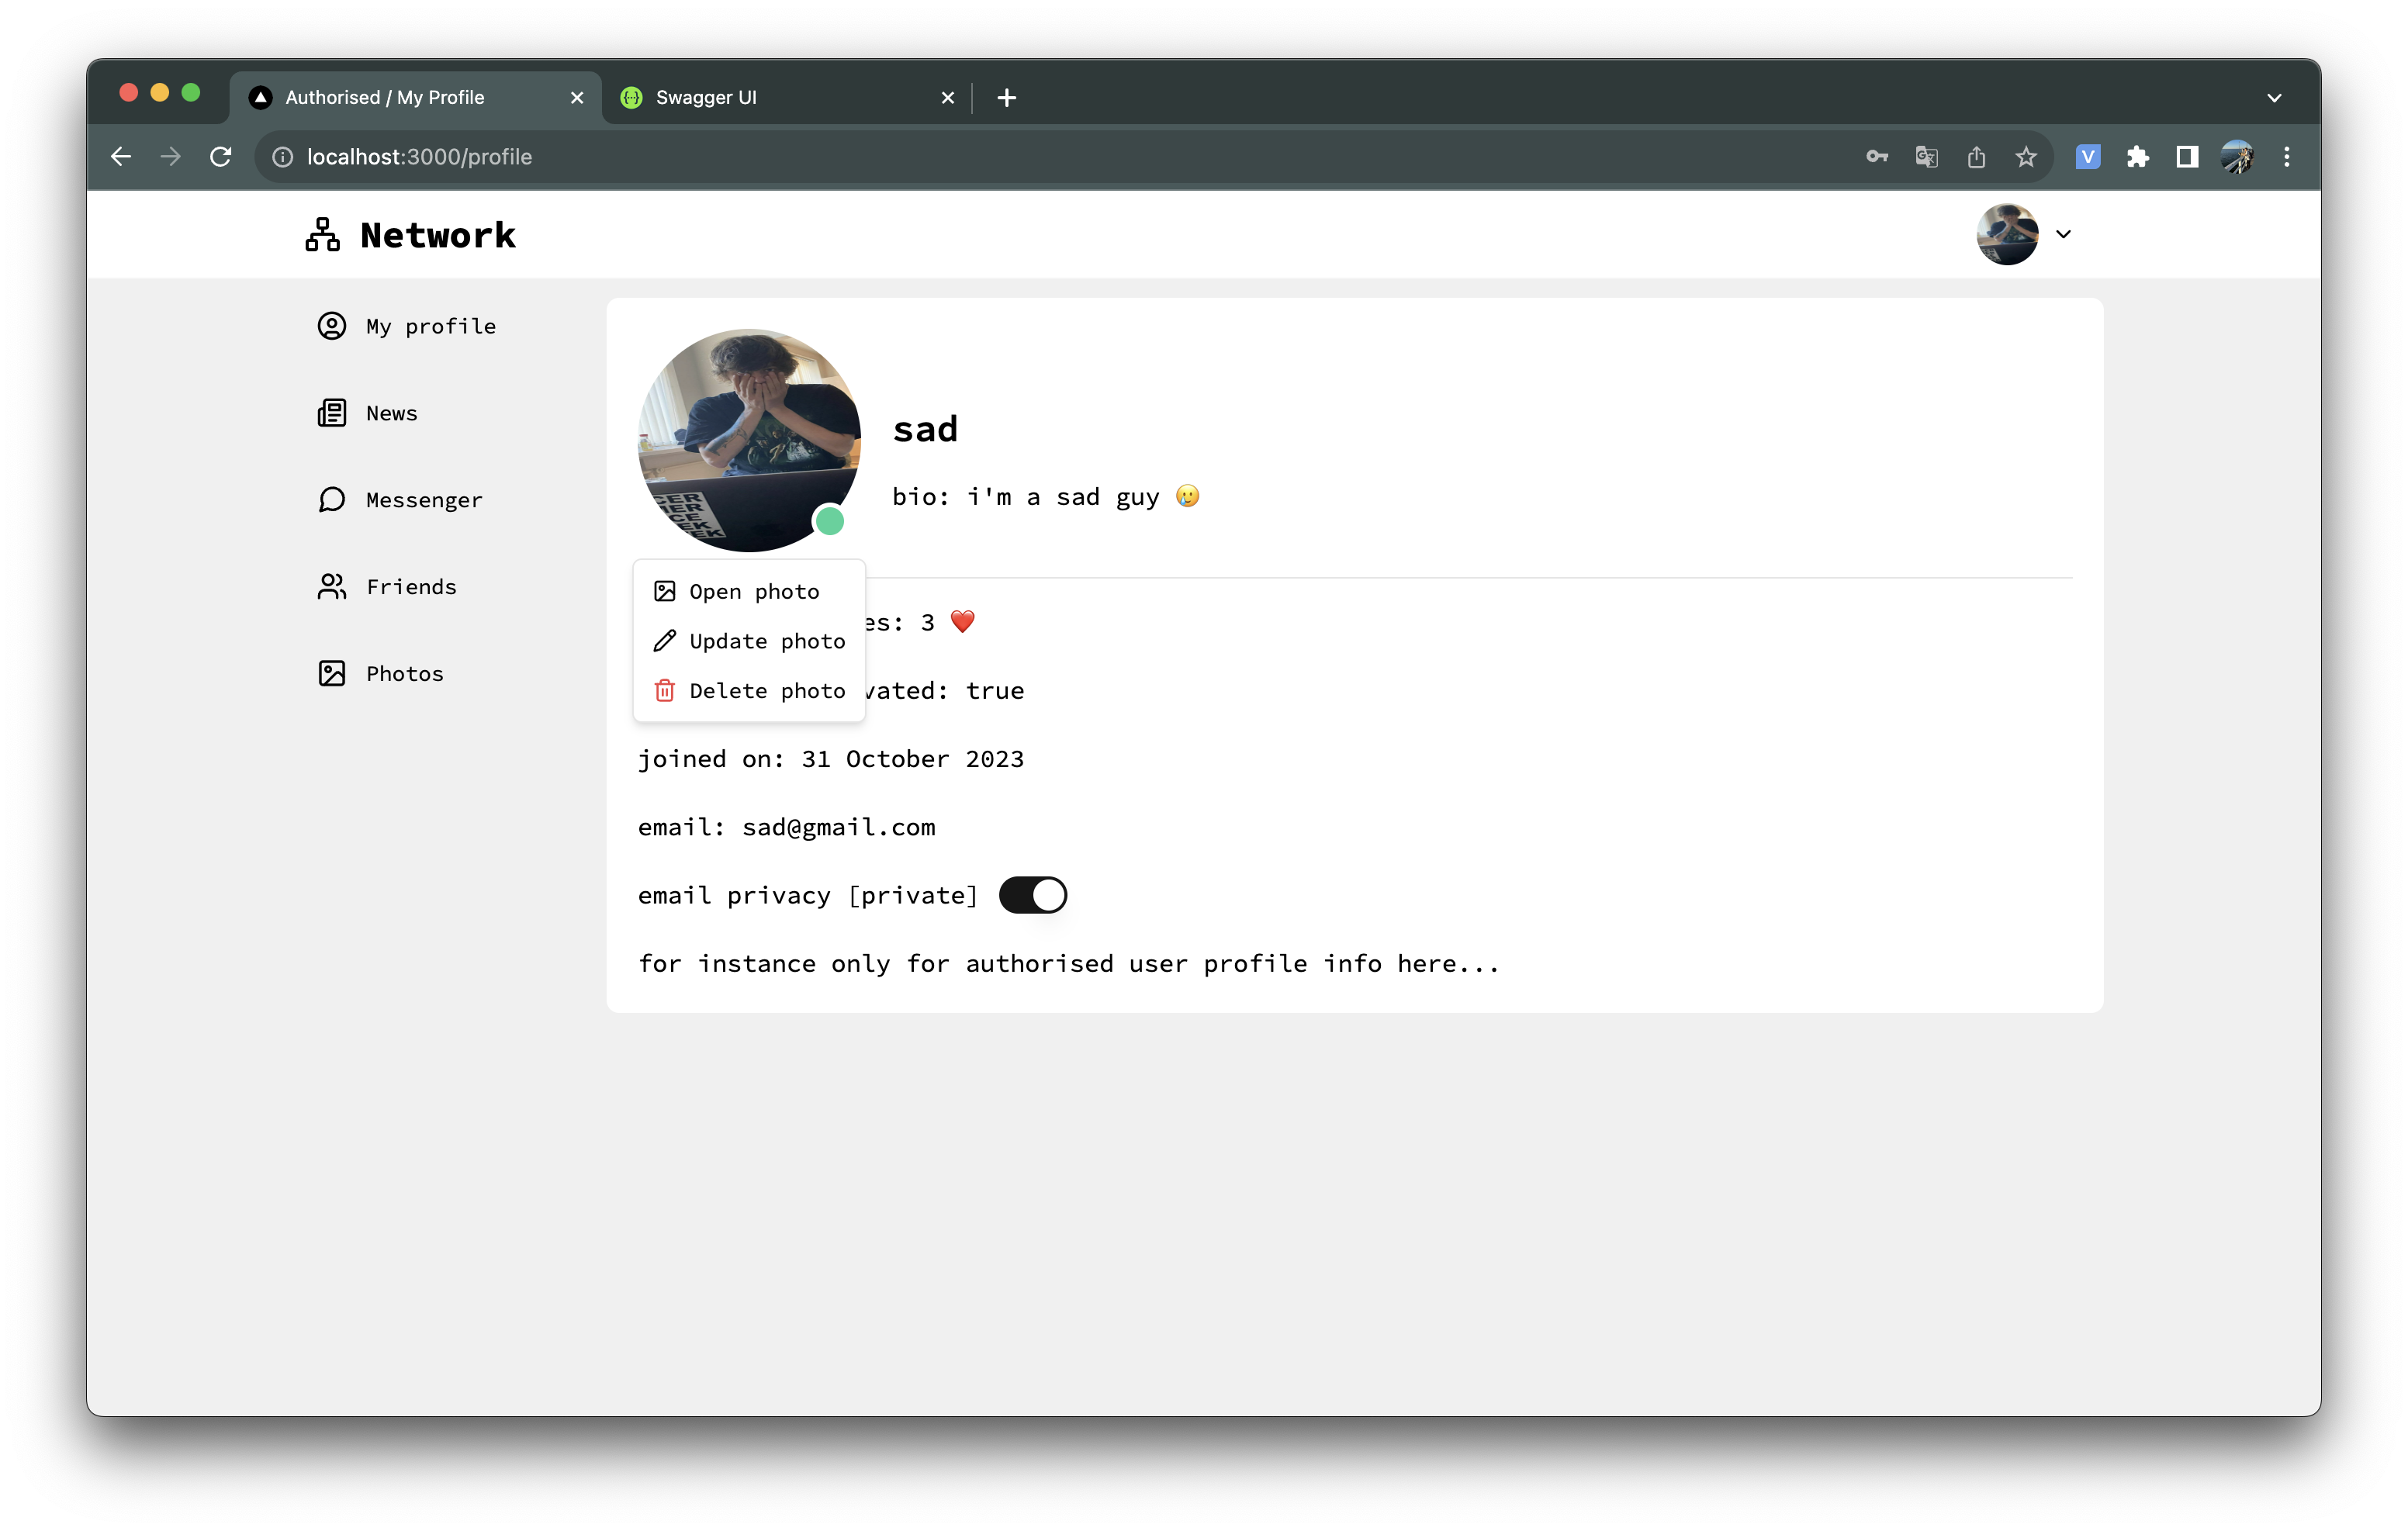 Authorised / My Profile
Swagger UI
localhost:3000/profile
V
Network
My profile
News
Messenger
Friends
Photos
sad
bio: i'm a sad guy 🥲
Open photo
Update photo
Delete photo
es: 3 ❤️
vated: true
joined on: 31 October 2023
email: sad@gmail.com
email privacy [private]
for instance only for authorised user profile info here...